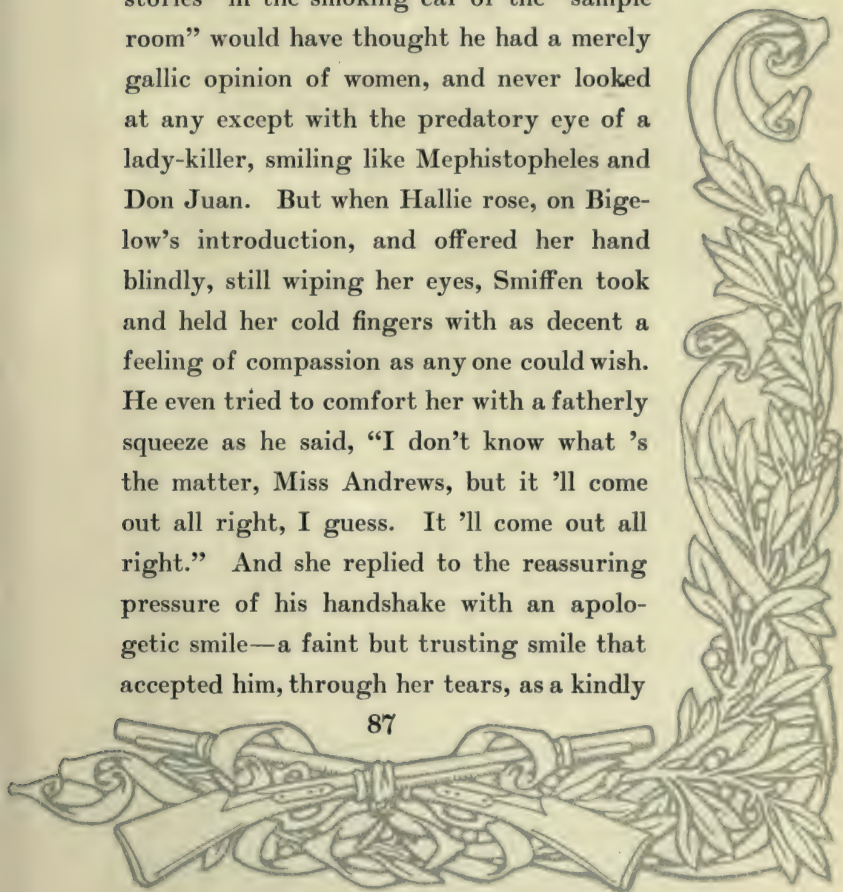 stories" in the smoking car or the "sample
room" would have thought he had a merely
gallic opinion of women, and never looked
at any except with the predatory eye of a
lady-killer, smiling like Mephistopheles and
Don Juan. But when Hallie rose, on Bige-
low's introduction, and offered her hand
blindly, still wiping her eyes, Smiffen took
and held her cold fingers with as decent a
feeling of compassion as any one could wish.
He even tried to comfort her with a fatherly
squeeze as he said, "I don't know what 's
the matter, Miss Andrews, but it 'll come
out all right, I guess. It 'll come out all
right." And she replied to the reassuring
pressure of his handshake with an apolo-
getic smile—a faint but trusting smile that
accepted him, through her tears, as a kindly
87